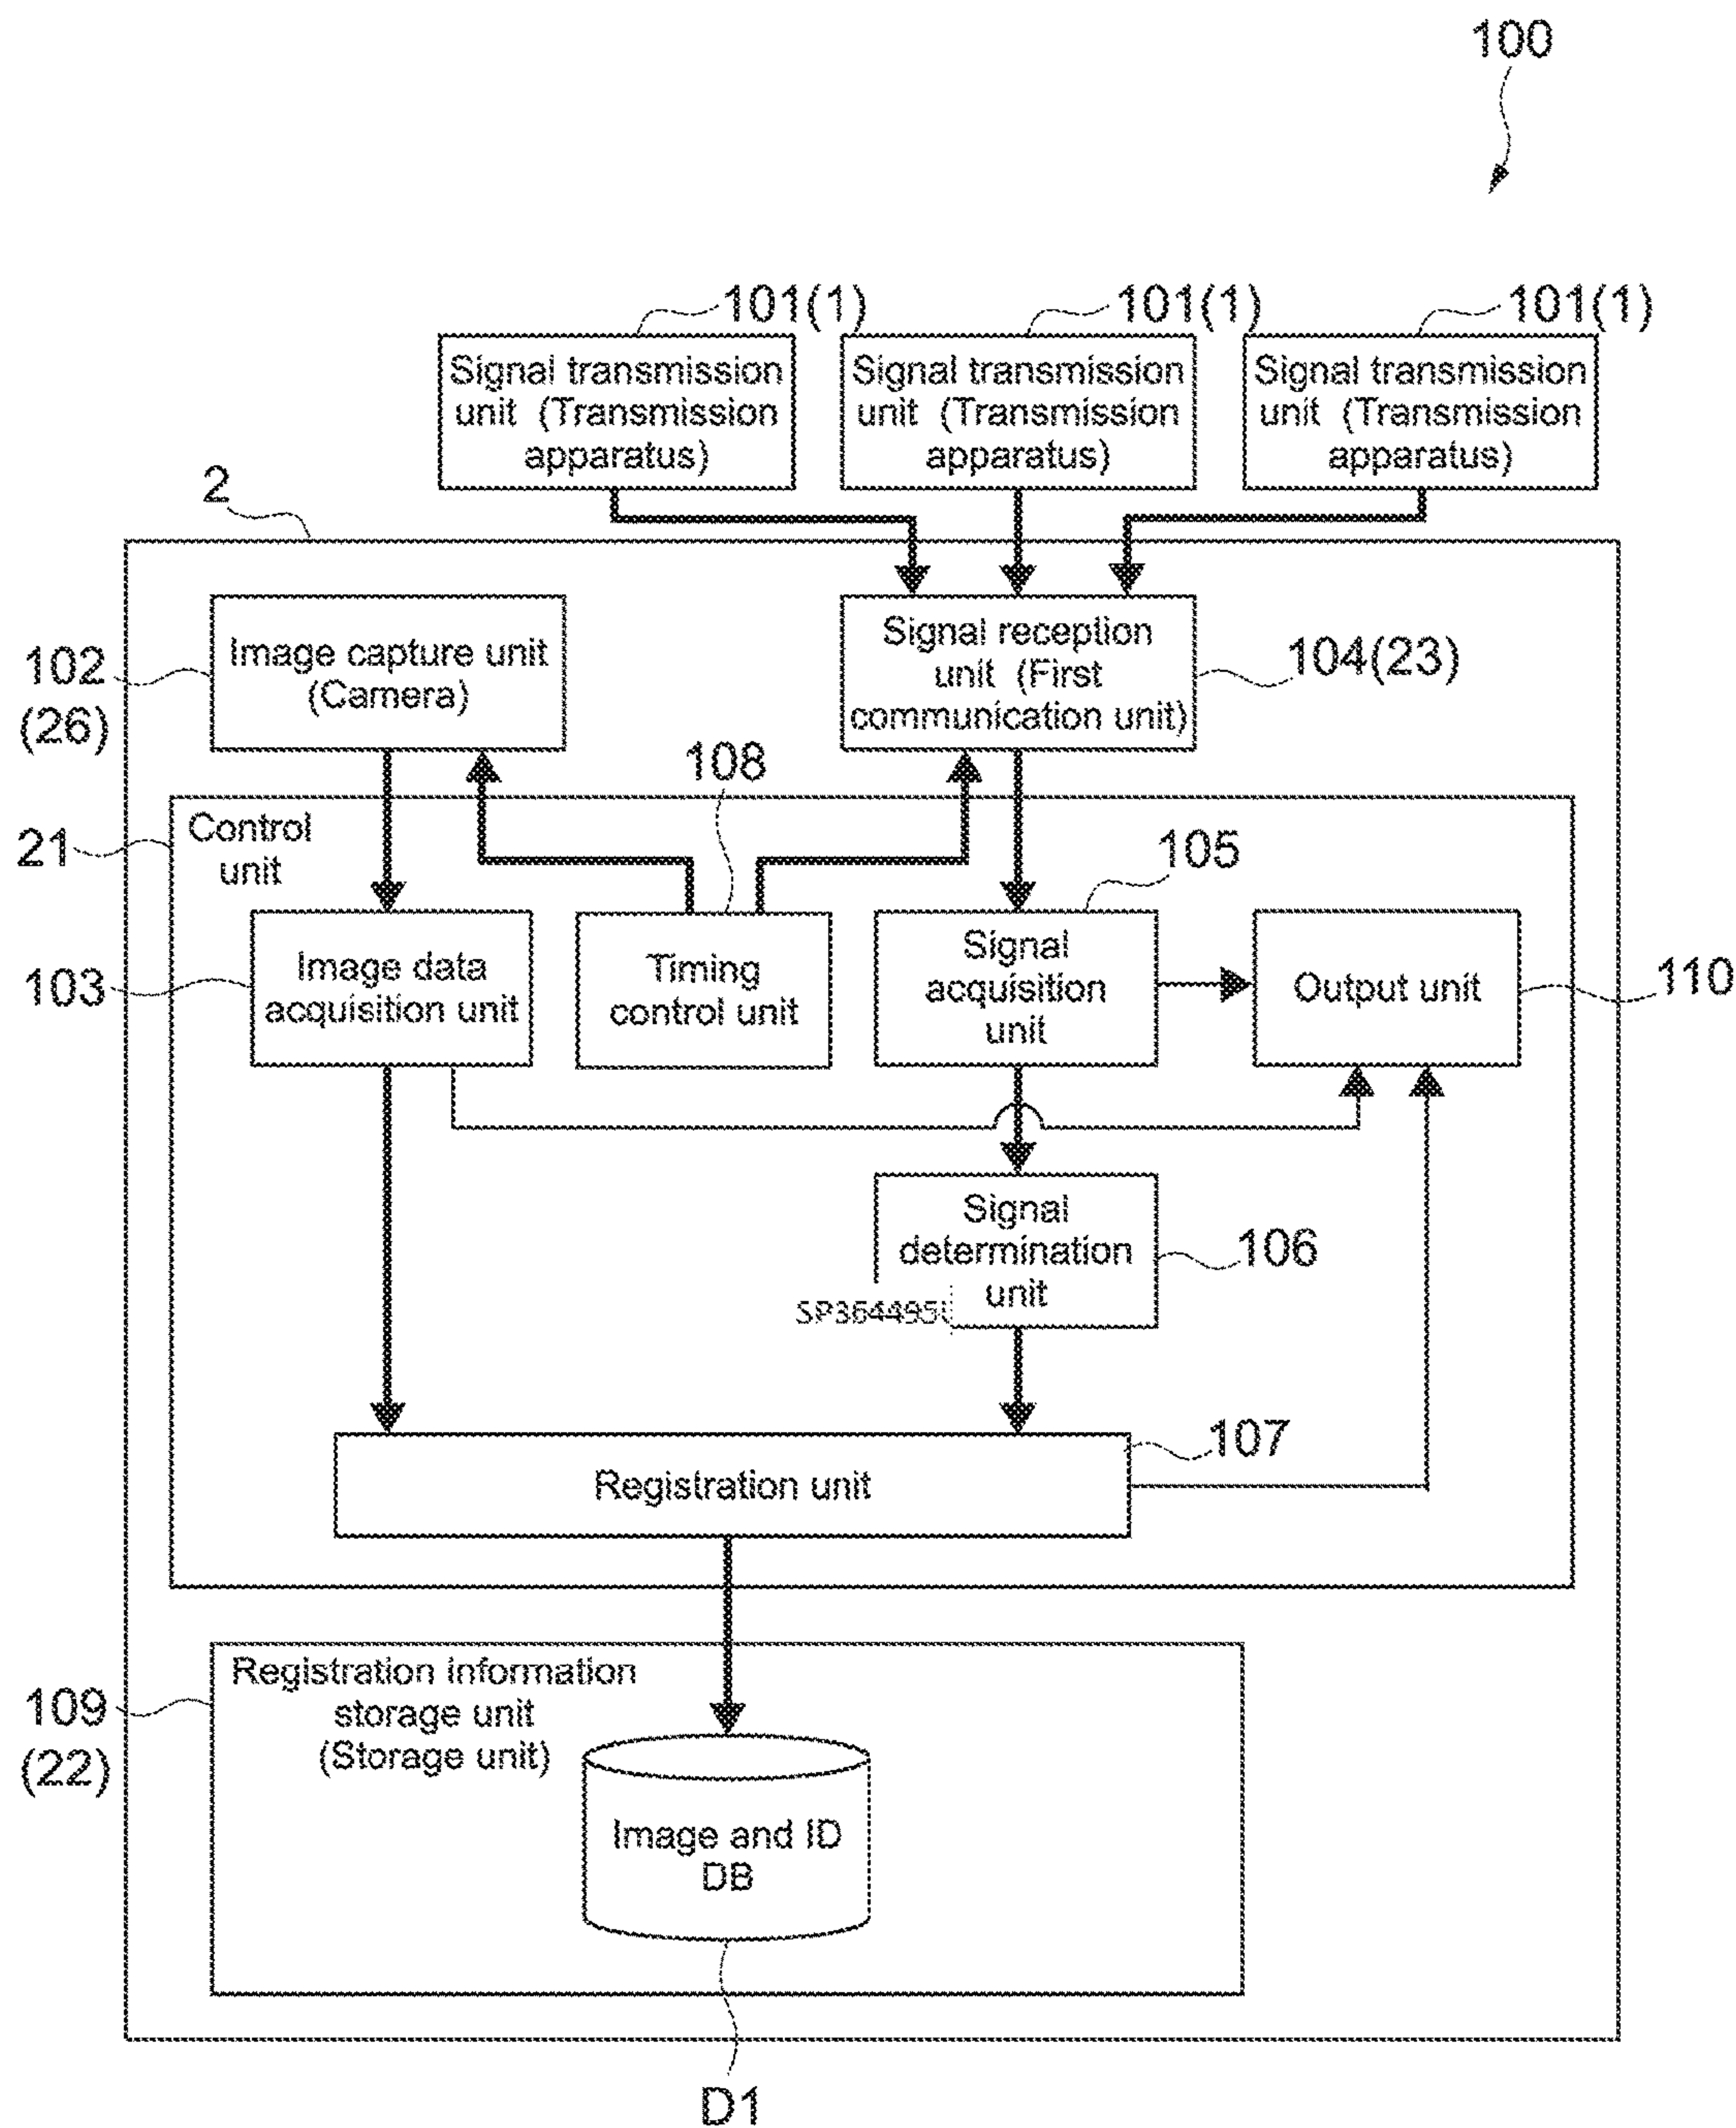 100
101(1)
101(1)
101(1)
Signal transmission
unit (Transmission
apparatus)
Signal transmission
unit (Transmission
apparatus)
Signal transmission
unit (Transmission
apparatus)
2
Image capture unit
(Camera)
102
(26)
Signal reception
unit (First
communication unit)
104(23)
108
21
Control
unit
105
103
Image data
acquisition unit
Timing
control unit
Signal
acquisition
unit
Output unit
110
Signal
determination
unit
106
107
Registration unit
109
(22)
Registration information
storage unit
(Storage unit)
Image and ID
DB
D1